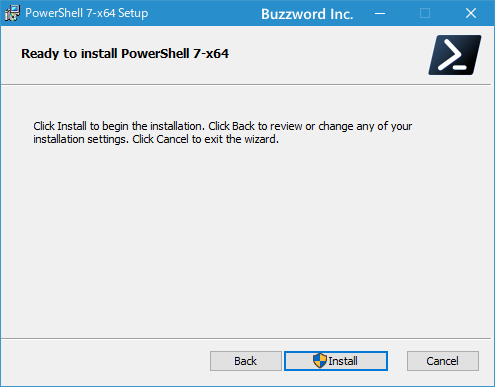 PowerShell 7-x64 Setup
Buzzword Inc.
Ready to install PowerShell 7-x64
Click Install to begin the installation. Click Back to review or change any of your
installation settings. Click Cancel to exit the wizard.
Back
Install
Cancel